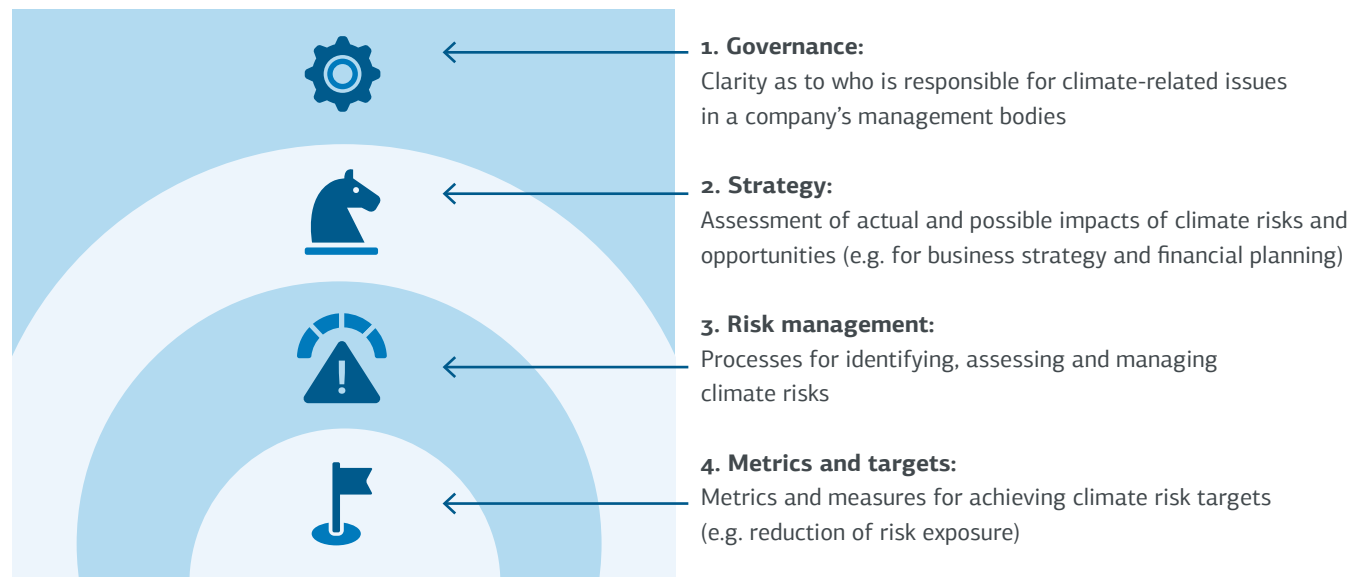 1. Governance:
Clarity as to who is responsible for climate-related issues
in a company’s management bodies
2. Strategy:
Assessment of actual and possible impacts of climate risks and
opportunities (e.g. for business strategy and financial planning)
3. Risk management:
Processes for identifying, assessing and managing
climate risks
4. Metrics and targets:
Metrics and measures for achieving climate risk targets
(e.g. reduction of risk exposure)